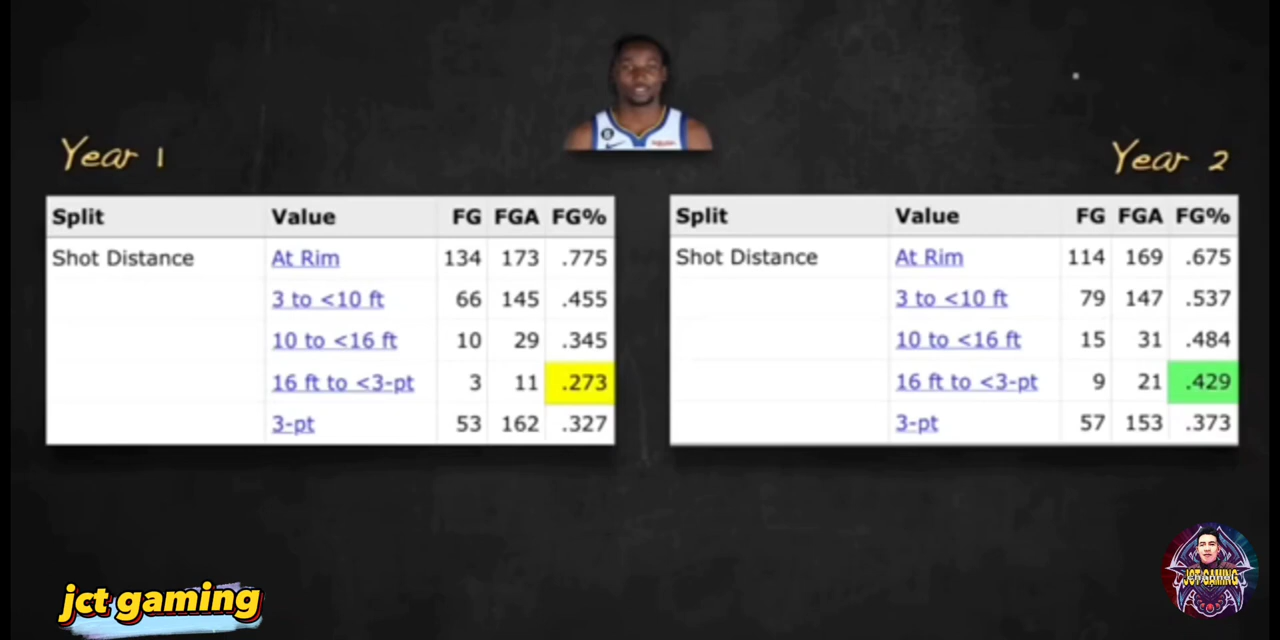 Year 1
Year 2
Split Value FG FGA FG%
Shot Distance At Rim 134 173 .775
3 to <10 ft 66 145 .455
10 to <16 ft 10 29 .345
16 ft to <3-pt 3 11 .273
3-pt 53 162 .327
Split Value FG FGA FG%
Shot Distance At Rim 114 169 .675
3 to <10 ft 79 147 .537
10 to <16 ft 15 31 .484
16 ft to <3-pt 9 21 .429
3-pt 57 153 .373
jct gaming
JCT GAMING